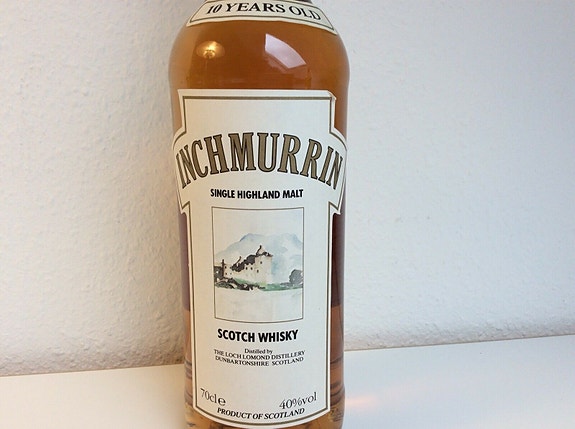 10 YEARS OLD
INCHMURRIN
SINGLE HIGHLAND MALT
SCOTCH WHISKY
Distilled by
THE LOCH LOMOND DISTILLERY
DUNBARTONSHIRE SCOTLAND
70cl e 40%vol
PRODUCT OF SCOTLAND